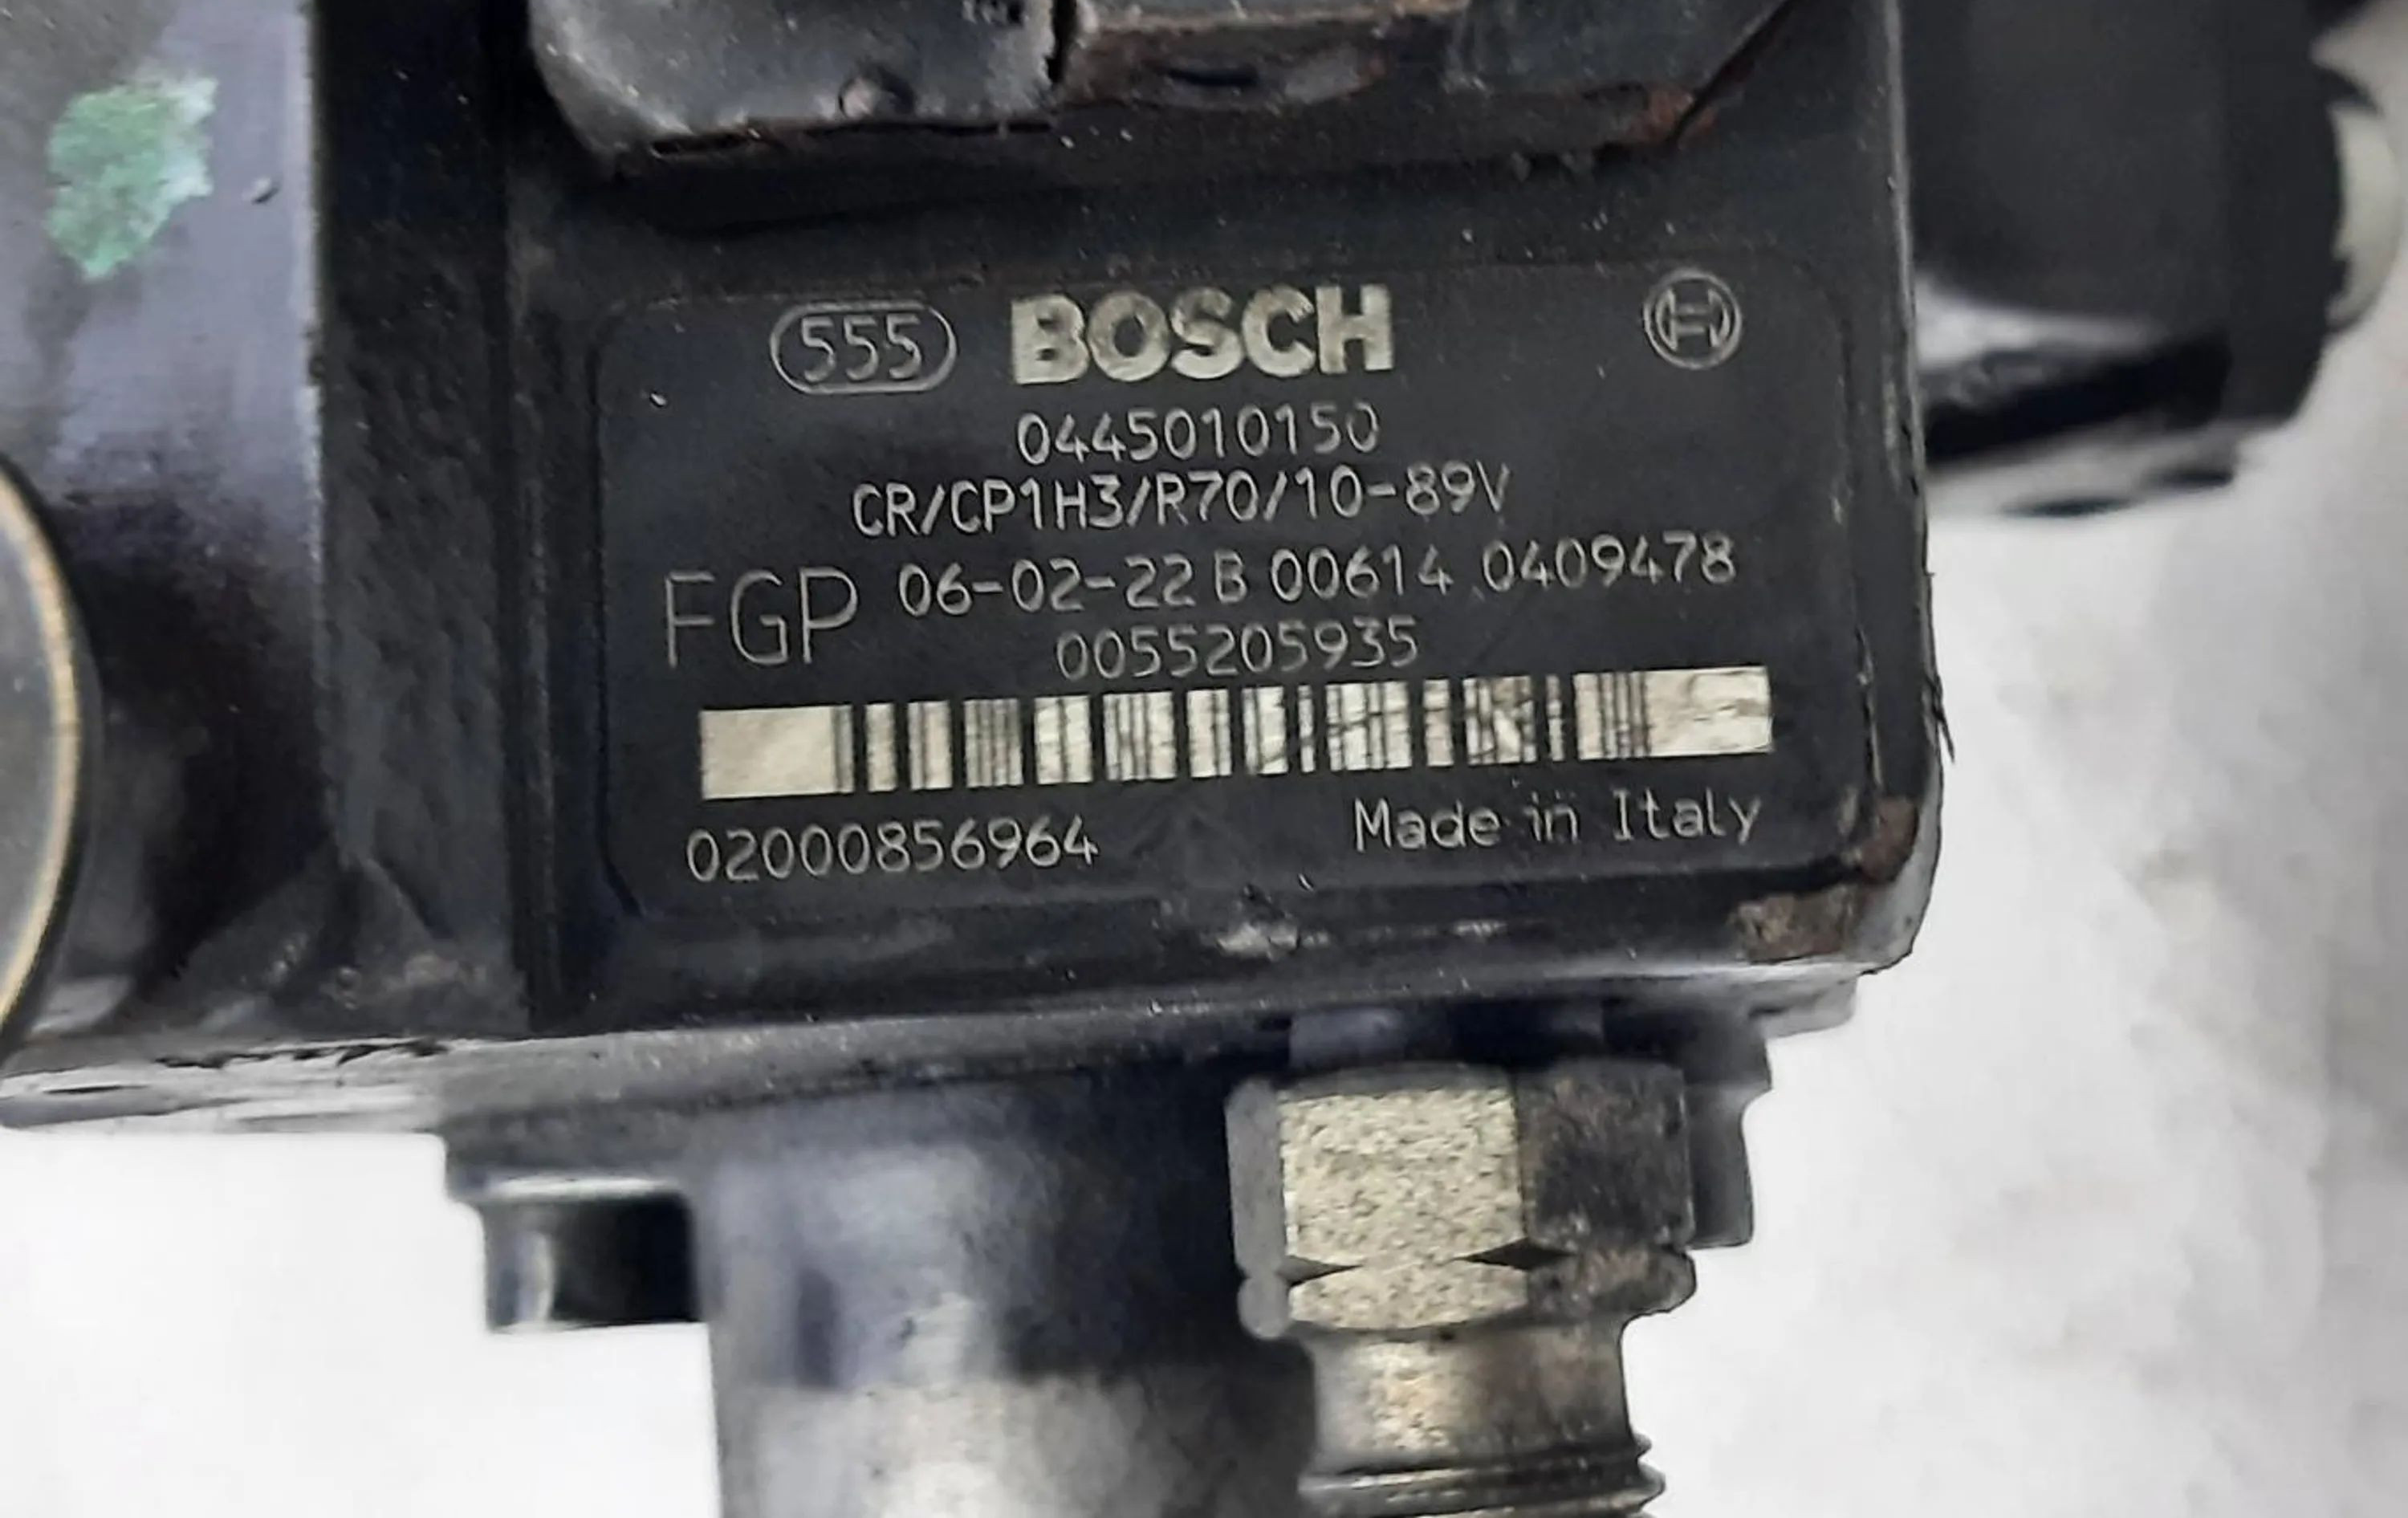 555 BOSCH
0445010150
CR/CP1H3/R70/10-89V
FGP 06-02-22 B 00614 0409478
0055205935
02000856964 Made in Italy